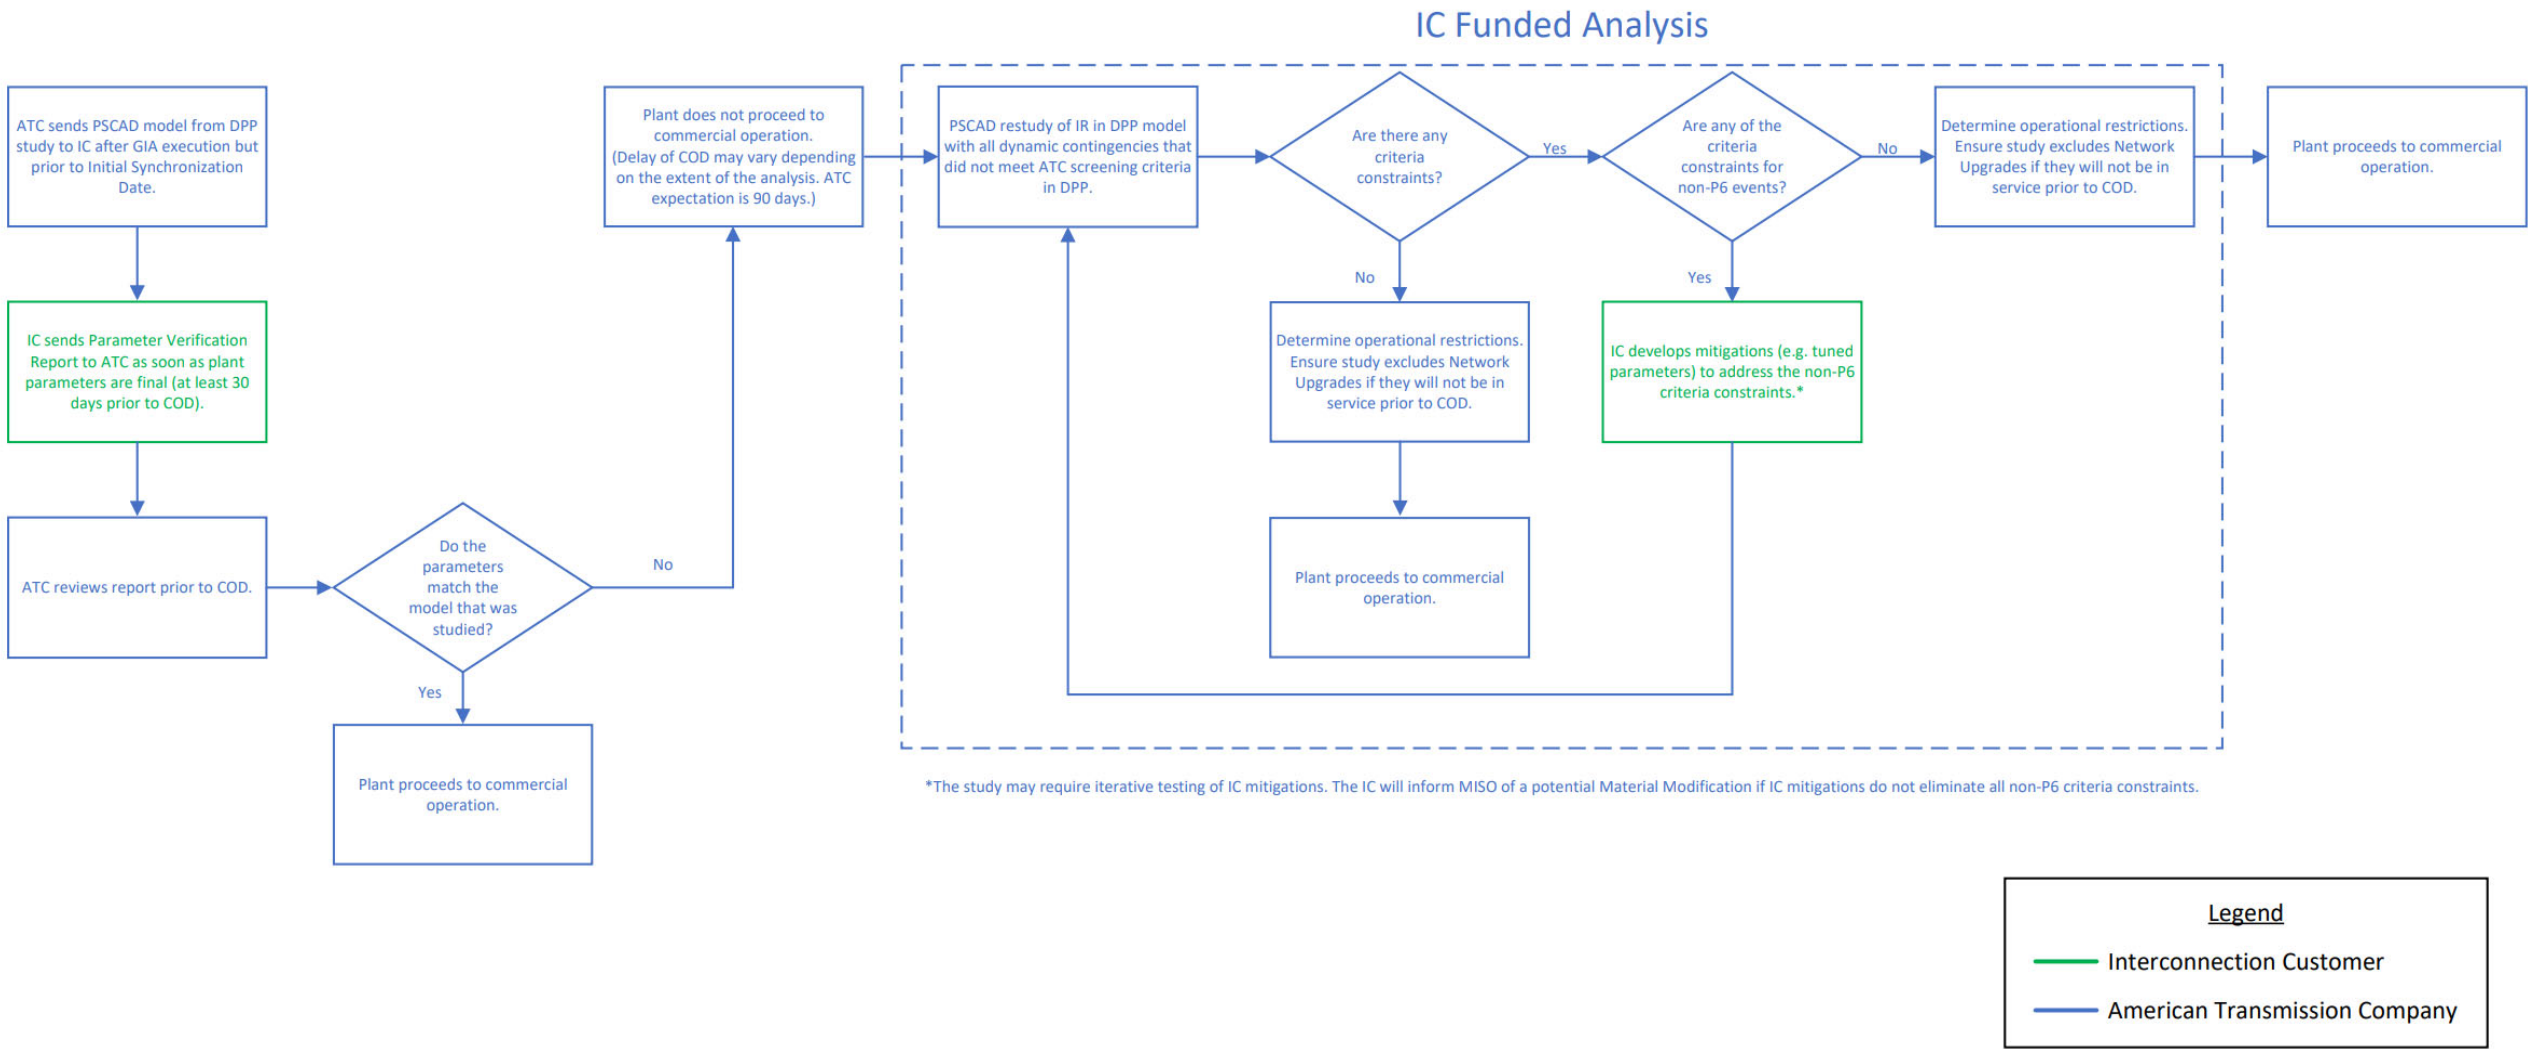 IC Funded Analysis
ATC sends PSCAD model from DPP
study to IC after GIA execution but
prior to Initial Synchronization
Date.
IC sends Parameter Verification
Report to ATC as soon as plant
parameters are final (at least 30
days prior to COD).
ATC reviews report prior to COD.
Do the
parameters
match the
model that was
studied?
No
Yes
Plant proceeds to commercial
operation.
Plant does not proceed to
commercial operation.
(Delay of COD may vary depending
on the extent of the analysis. ATC
expectation is 90 days.)
PSCAD restudy of IR in DPP model
with all dynamic contingencies that
did not meet ATC screening criteria
in DPP.
Are there any
criteria
constraints?
Yes
No
Determine operational restrictions.
Ensure study excludes Network
Upgrades if they will not be in
service prior to COD.
Plant proceeds to commercial
operation.
Are any of the
criteria
constraints for
non-P6 events?
No
Yes
IC develops mitigations (e.g. tuned
parameters) to address the non-P6
criteria constraints.*
Determine operational restrictions.
Ensure study excludes Network
Upgrades if they will not be in
service prior to COD.
Plant proceeds to commercial
operation.
*The study may require iterative testing of IC mitigations. The IC will inform MISO of a potential Material Modification if IC mitigations do not eliminate all non-P6 criteria constraints.
Legend
Interconnection Customer
American Transmission Company